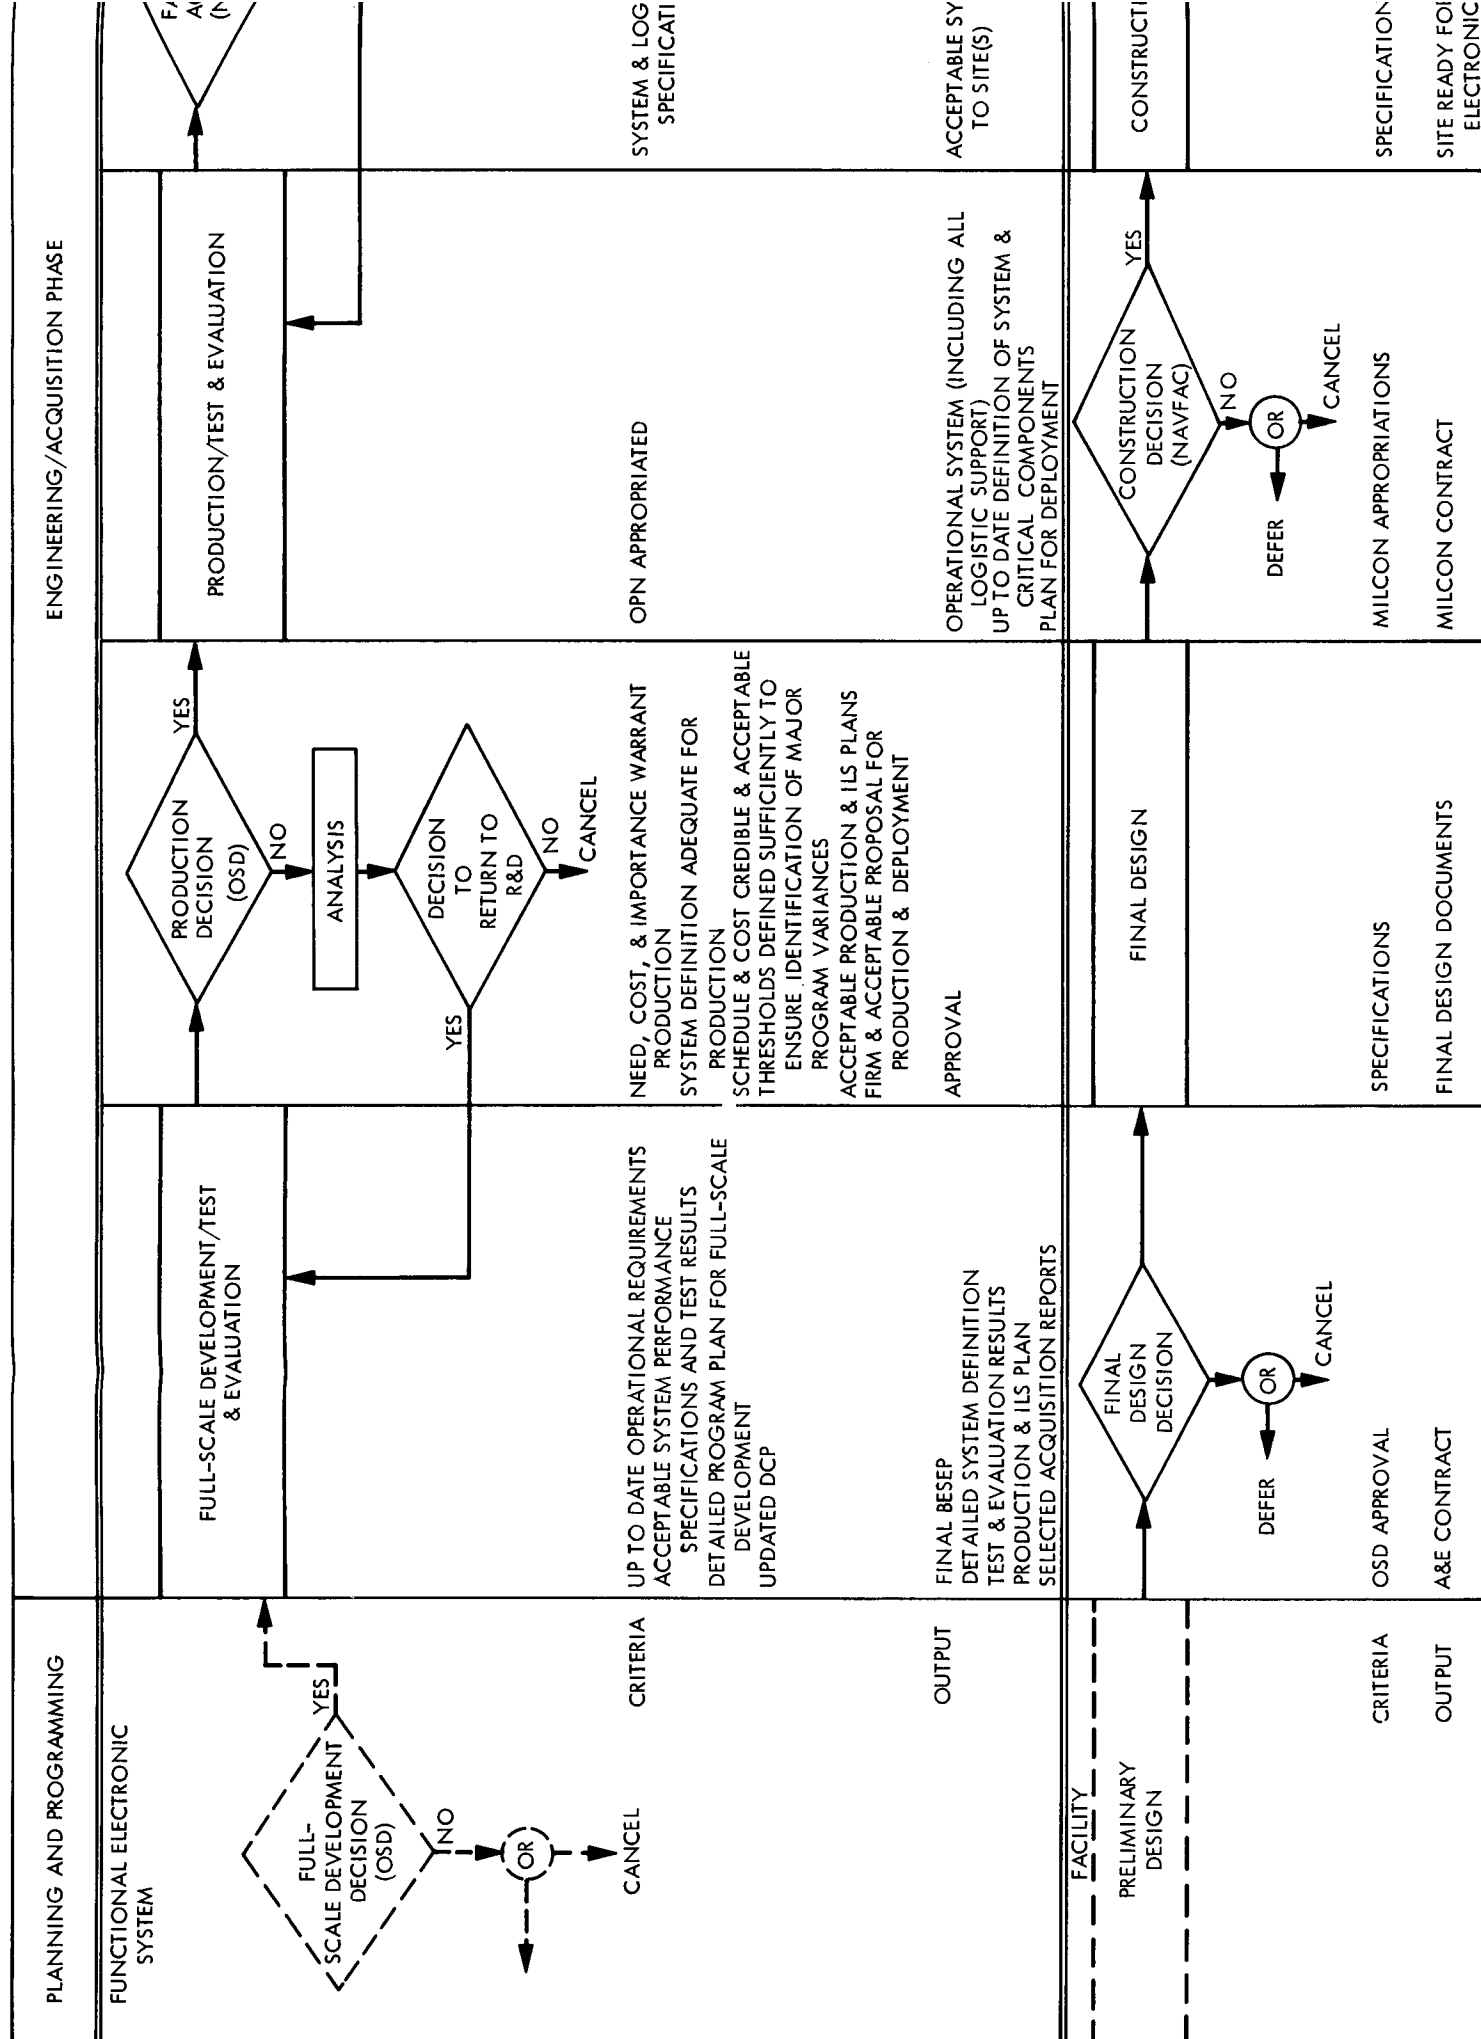 PLANNING AND PROGRAMMING
ENGINEERING/ACQUISITION PHASE
FUNCTIONAL ELECTRONIC
SYSTEM
FULL-
SCALE DEVELOPMENT
DECISION
(OSD)
YES
NO
OR
CANCEL
FULL-SCALE DEVELOPMENT/TEST
& EVALUATION
PRODUCTION
DECISION
(OSD)
YES
NO
ANALYSIS
DECISION
TO
RETURN TO
R&D
YES
NO
CANCEL
PRODUCTION/TEST & EVALUATION
CRITERIA
UP TO DATE OPERATIONAL REQUIREMENTS
ACCEPTABLE SYSTEM PERFORMANCE
SPECIFICATIONS AND TEST RESULTS
DETAILED PROGRAM PLAN FOR FULL-SCALE
DEVELOPMENT
UPDATED DCP
NEED, COST, & IMPORTANCE WARRANT
PRODUCTION
SYSTEM DEFINITION ADEQUATE FOR
PRODUCTION
SCHEDULE & COST CREDIBLE & ACCEPTABLE
THRESHOLDS DEFINED SUFFICIENTLY TO
ENSURE IDENTIFICATION OF MAJOR
PROGRAM VARIANCES
ACCEPTABLE PRODUCTION & ILS PLANS
FIRM & ACCEPTABLE PROPOSAL FOR
PRODUCTION & DEPLOYMENT
OPN APPROPRIATED
SYSTEM & LOG
SPECIFICATI
OUTPUT
FINAL BESEP
DETAILED SYSTEM DEFINITION
TEST & EVALUATION RESULTS
PRODUCTION & ILS PLAN
SELECTED ACQUISITION REPORTS
APPROVAL
OPERATIONAL SYSTEM (INCLUDING ALL
LOGISTIC SUPPORT)
UP TO DATE DEFINITION OF SYSTEM &
CRITICAL COMPONENTS
PLAN FOR DEPLOYMENT
ACCEPTABLE SY
TO SITE(S)
FACILITY
PRELIMINARY
DESIGN
FINAL
DESIGN
DECISION
OR
DEFER
CANCEL
FINAL DESIGN
CONSTRUCTION
DECISION
(NAVFAC)
YES
NO
OR
DEFER
CANCEL
CONSTRUCTI
CRITERIA
OSD APPROVAL
SPECIFICATIONS
MILCON APPROPRIATIONS
SPECIFICATION
OUTPUT
A&E CONTRACT
FINAL DESIGN DOCUMENTS
MILCON CONTRACT
SITE READY FO
ELECTRONIC